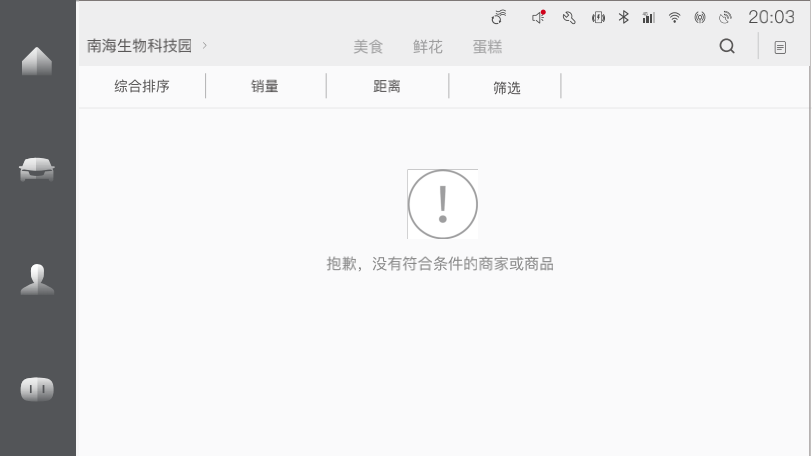 20:03
南海生物科技园
美食 鲜花 蛋糕
综合排序 销量 距离 筛选
抱歉，没有符合条件的商家或商品